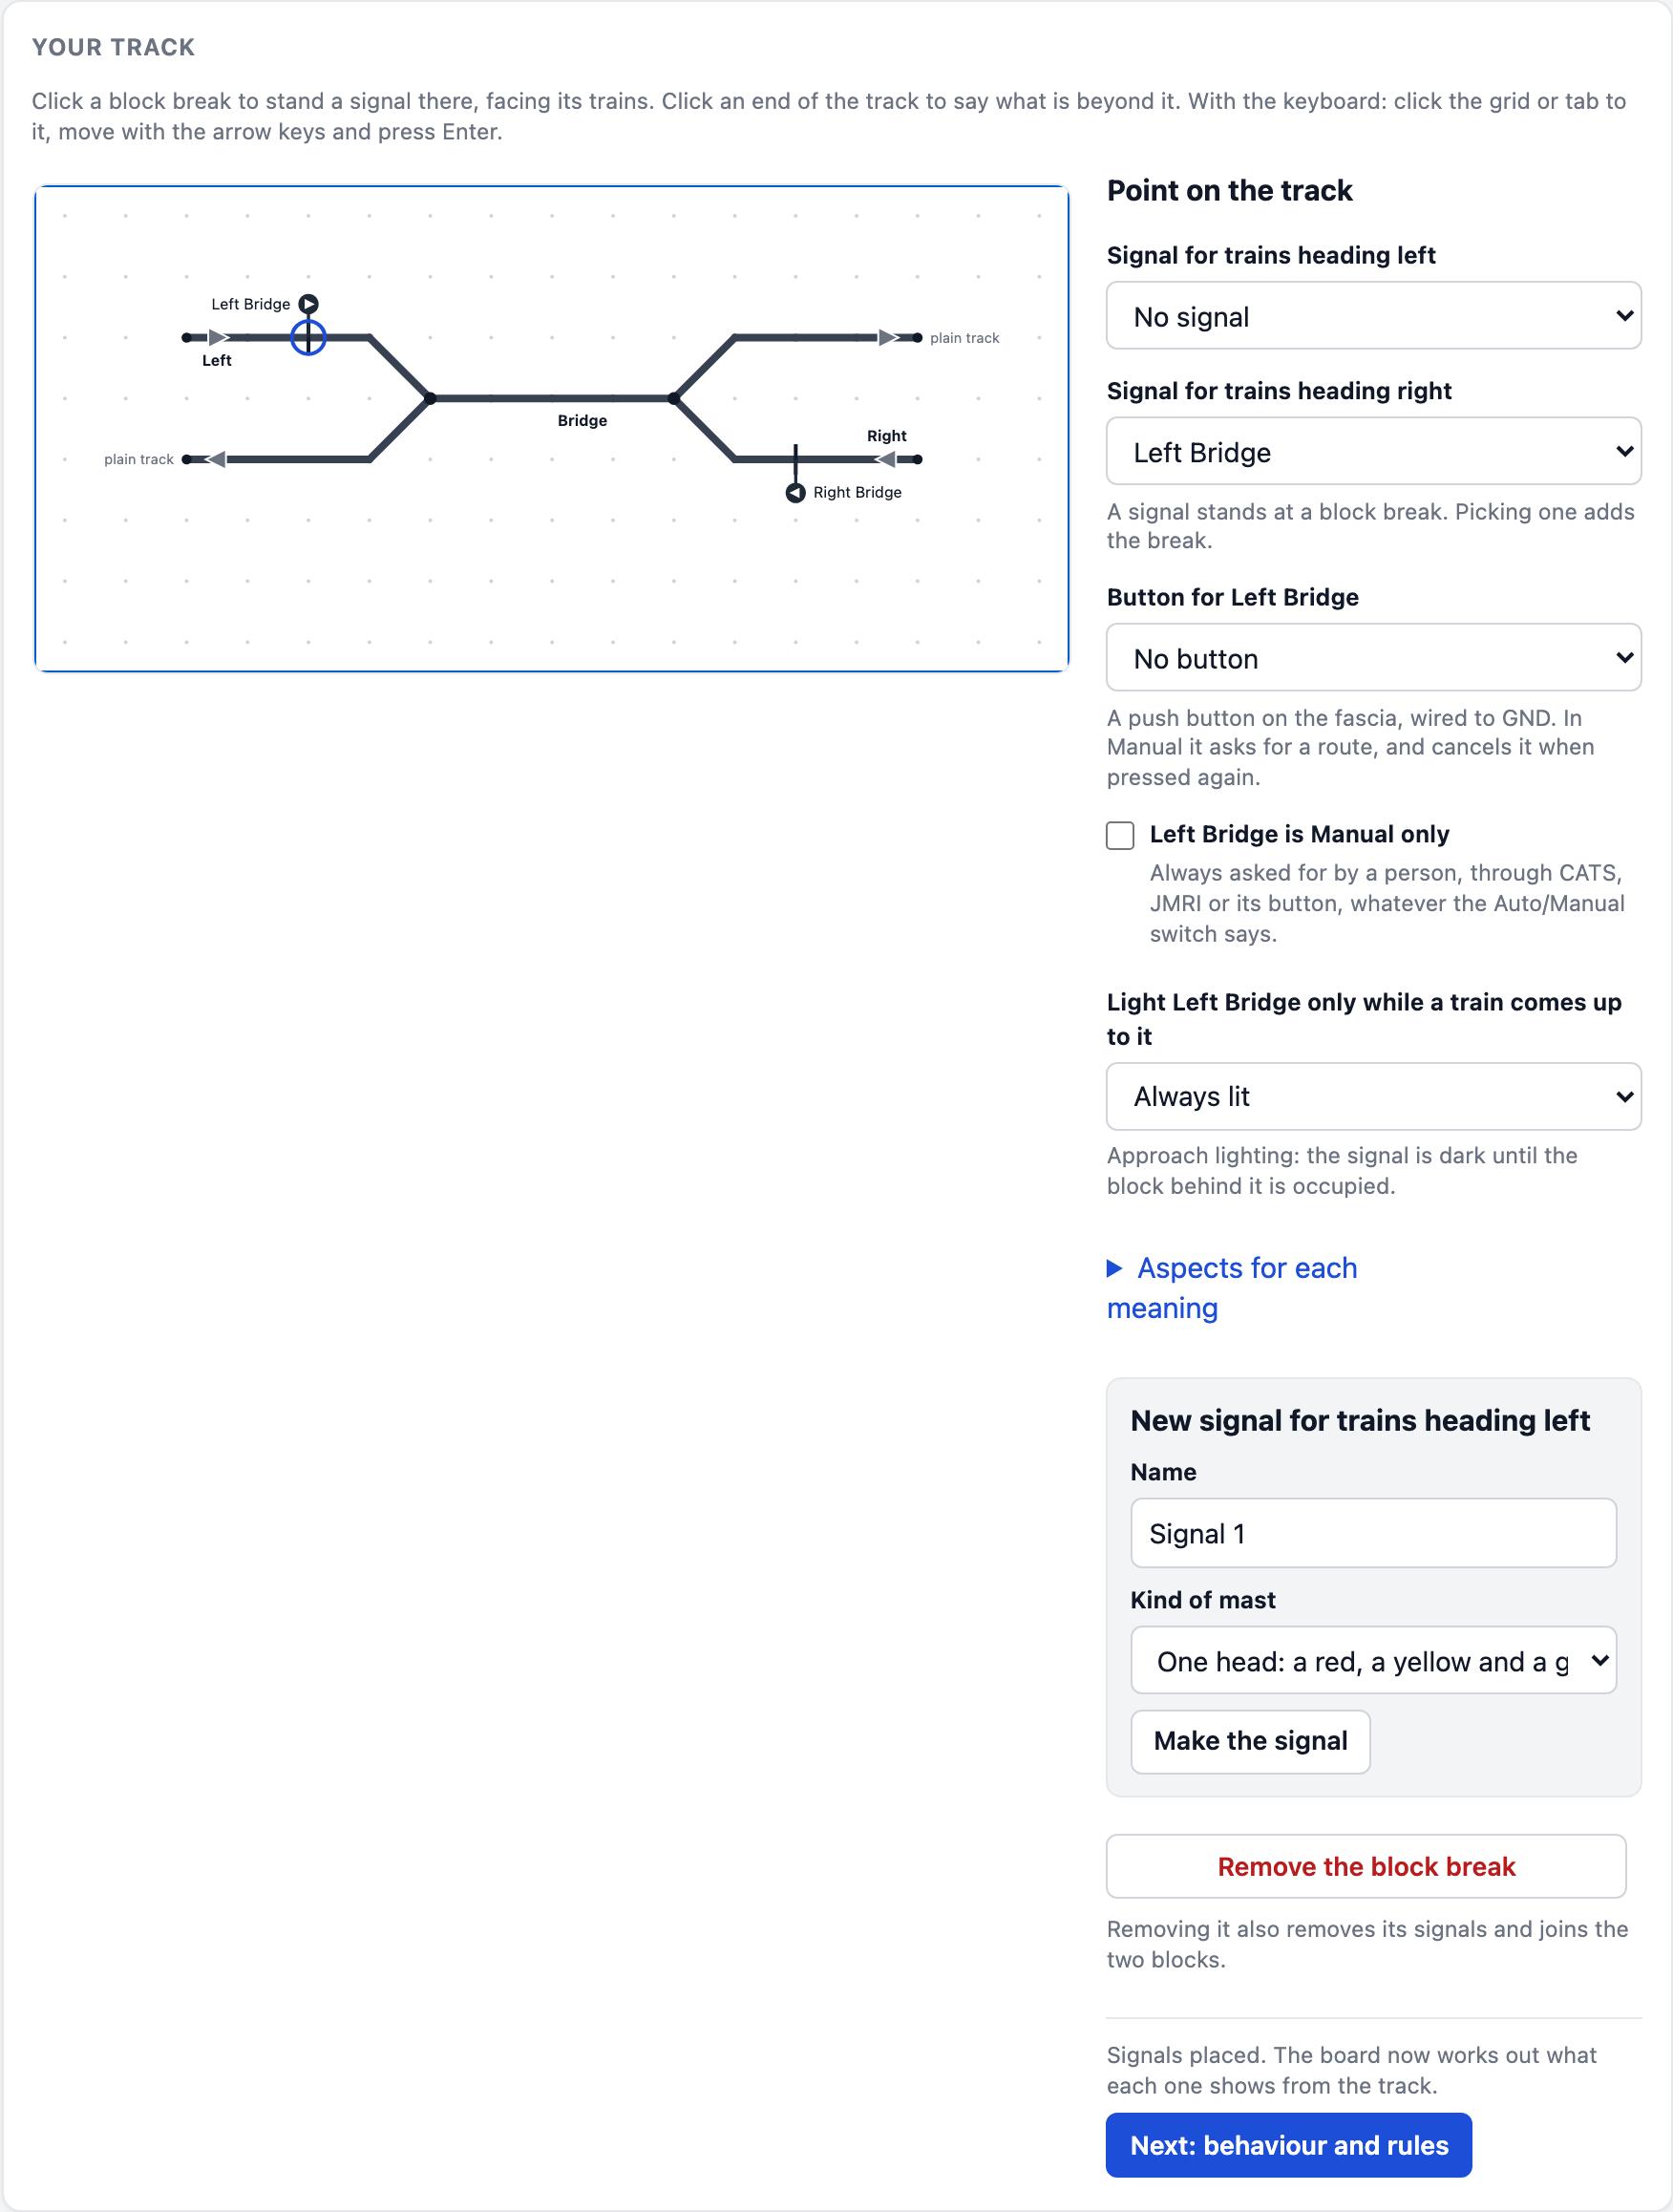 YOUR TRACK
Click a block break to stand a signal there, facing its trains. Click an end of the track to say what is beyond it. With the keyboard: click the grid or tab to
it, move with the arrow keys and press Enter.
Left Bridge
Left
plain track
Bridge
plain track
Right
Right Bridge
Point on the track
Signal for trains heading left
No signal
Signal for trains heading right
Left Bridge
A signal stands at a block break. Picking one adds
the break.
Button for Left Bridge
No button
A push button on the fascia, wired to GND. In
Manual it asks for a route, and cancels it when
pressed again.
Left Bridge is Manual only
Always asked for by a person, through CATS,
JMRI or its button, whatever the Auto/Manual
switch says.
Light Left Bridge only while a train comes up
to it
Always lit
Approach lighting: the signal is dark until the
block behind it is occupied.
Aspects for each
meaning
New signal for trains heading left
Name
Signal 1
Kind of mast
One head: a red, a yellow and a g
Make the signal
Remove the block break
Removing it also removes its signals and joins the
two blocks.
Signals placed. The board now works out what
each one shows from the track.
Next: behaviour and rules